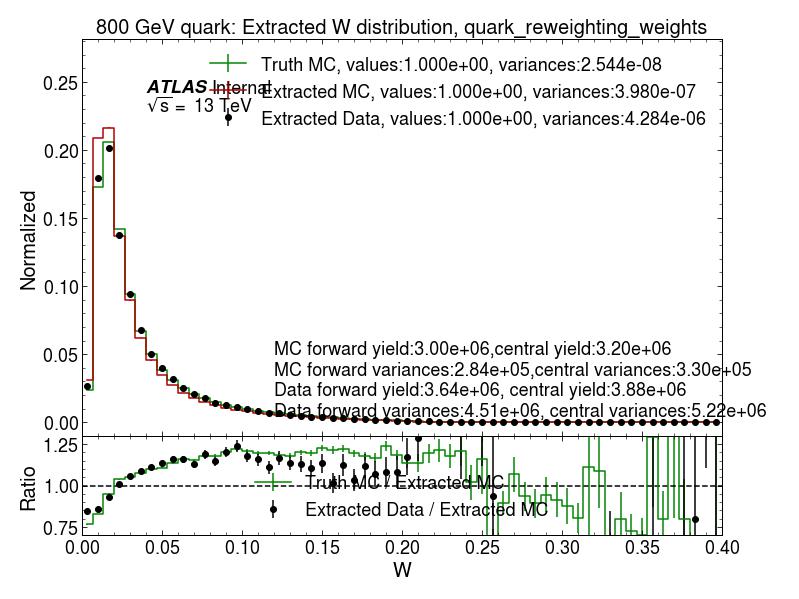 800 GeV quark: Extracted W distribution, quark_reweighting_weights
Truth MC, values:1.000e+00, variances:2.544e-08
ATLAS Internal
Extracted MC, values:1.000e+00, variances:3.980e-07
√s = 13 TeV
Extracted Data, values:1.000e+00, variances:4.284e-06
Normalized
0.25
0.20
0.15
0.10
0.05
0.00
MC forward yield:3.00e+06,central yield:3.20e+06
MC forward variances:2.84e+05,central variances:3.30e+05
Data forward yield:3.64e+06, central yield:3.88e+06
Data forward variances:4.51e+06, central variances:5.22e+06
Ratio
1.25
1.00
0.75
Truth MC / Extracted MC
Extracted Data / Extracted MC
0.00 0.05 0.10 0.15 0.20 0.25 0.30 0.35 0.40
W